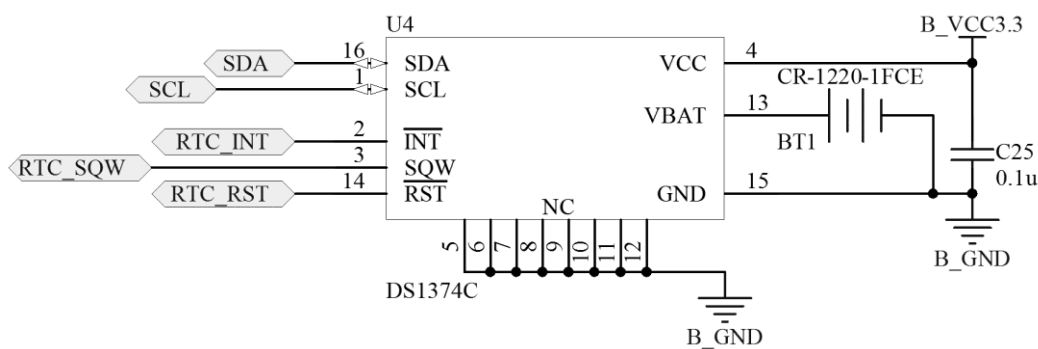 U4
B_VCC3.3
SDA 16 SDA VCC 4
SCL 1 SCL CR-1220-1FCE
VBAT 13
RTC_INT 2 INT BT1
RTC_SQW 3 SQW C25
RTC_RST 14 RST GND 15 0.1u
NC
5 6 7 8 9 10 11 12
B_GND
DS1374C
B_GND